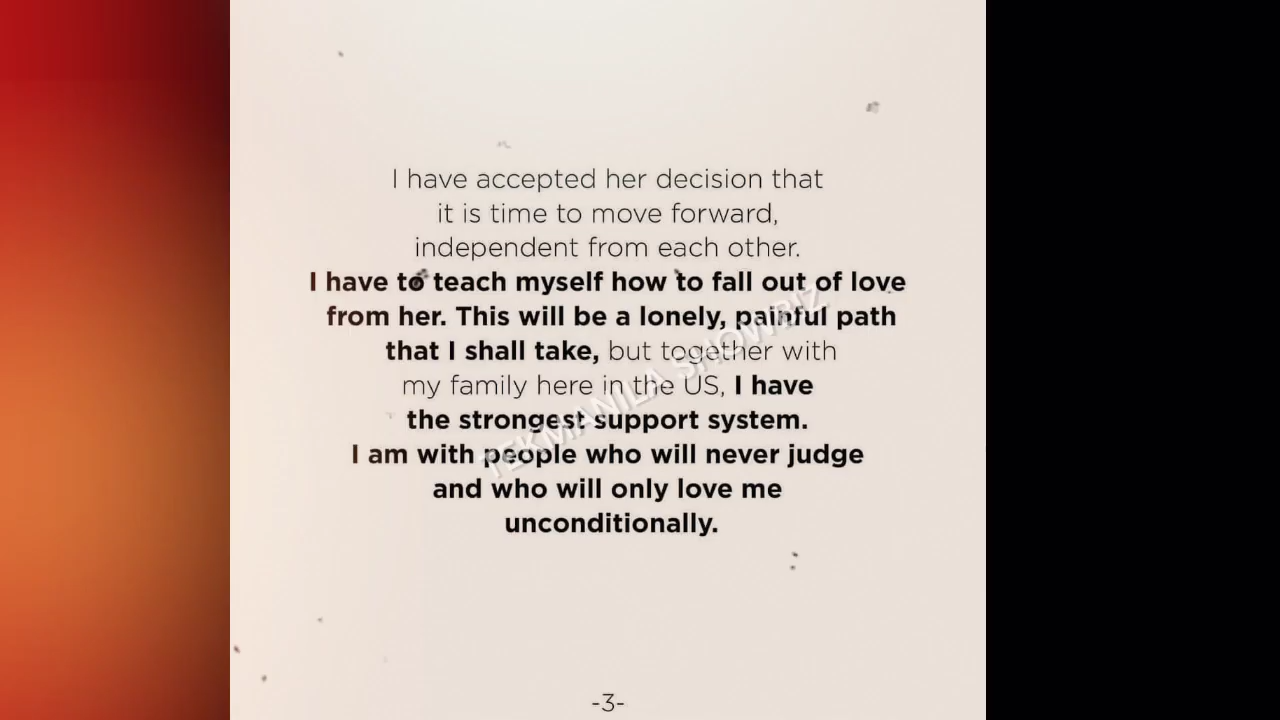 I have accepted her decision that
it is time to move forward,
independent from each other.
I have to teach myself how to fall out of love
from her. This will be a lonely, painful path
that I shall take, but together with
my family here in the US, I have
the strongest support system.
I am with people who will never judge
and who will only love me
unconditionally.
TEKMANILA SHOWBIZ
-3-